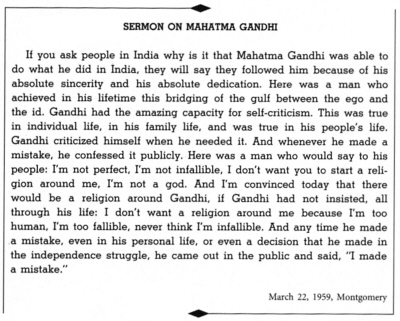 SERMON ON MAHATMA GANDHI
If you ask people in India why is it that Mahatma Gandhi was able to
do what he did in India, they will say they followed him because of his
absolute sincerity and his absolute dedication. Here was a man who
achieved in his lifetime this bridging of the gulf between the ego and
the id. Gandhi had the amazing capacity for self-criticism. This was true
in individual life, in his family life, and was true in his people's life.
Gandhi criticized himself when he needed it. And whenever he made a
mistake, he confessed it publicly. Here was a man who would say to his
people: I'm not perfect, I'm not infallible, I don't want you to start a reli-
gion around me, I'm not a god. And I'm convinced today that there
would be a religion around Gandhi, if Gandhi had not insisted, all
through his life: I don't want a religion around me because I'm too
human, I'm too fallible, never think I'm infallible. And any time he made
a mistake, even in his personal life, or even a decision that he made in
the independence struggle, he came out in the public and said, "I made
a mistake."
March 22, 1959, Montgomery